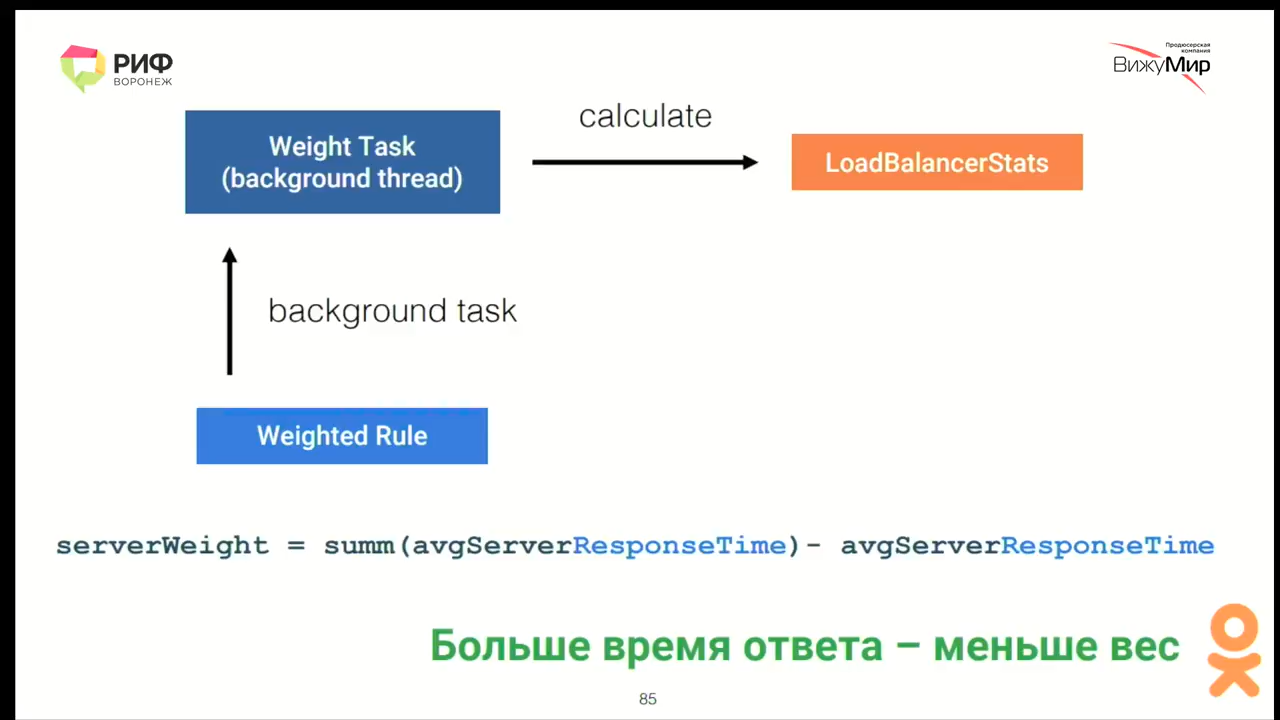 РИФ
ВОРОНЕЖ
Продюсерская
компания
ВижуМир
calculate
Weight Task
(background thread)
LoadBalancerStats
background task
Weighted Rule
serverWeight = summ(avgServerResponseTime)- avgServerResponseTime
Больше время ответа – меньше вес
85